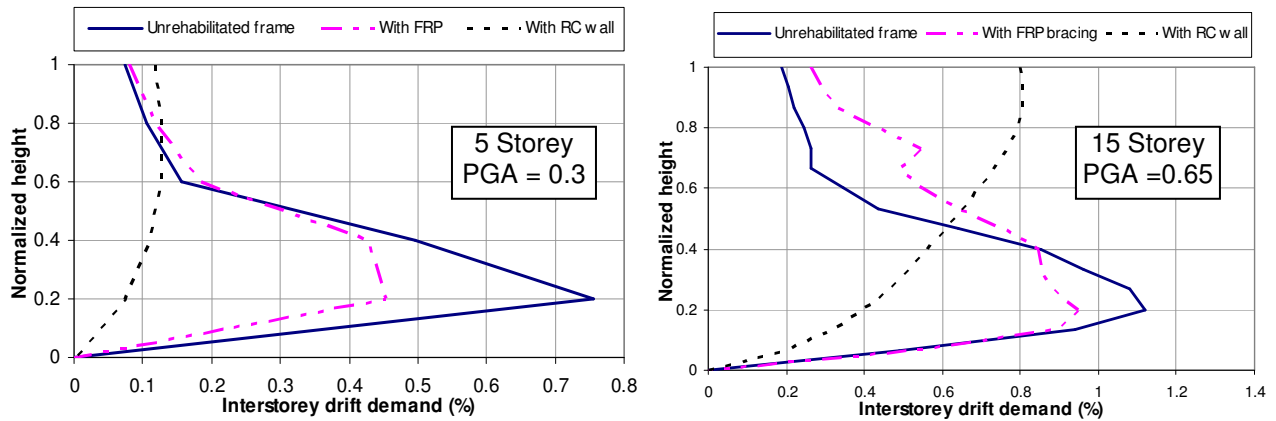 Unrehabilitated frame With FRP With RC wall
1
0.8
0.6
0.4
0.2
0
Normalized height
5 Storey
PGA = 0.3
0 0.1 0.2 0.3 0.4 0.5 0.6 0.7 0.8
Interstorey drift demand (%)
Unrehabilitated frame With FRP bracing With RC wall
1
0.8
0.6
0.4
0.2
0
Normalized height
15 Storey
PGA =0.65
0 0.2 0.4 0.6 0.8 1 1.2 1.4
Interstorey drift demand (%)